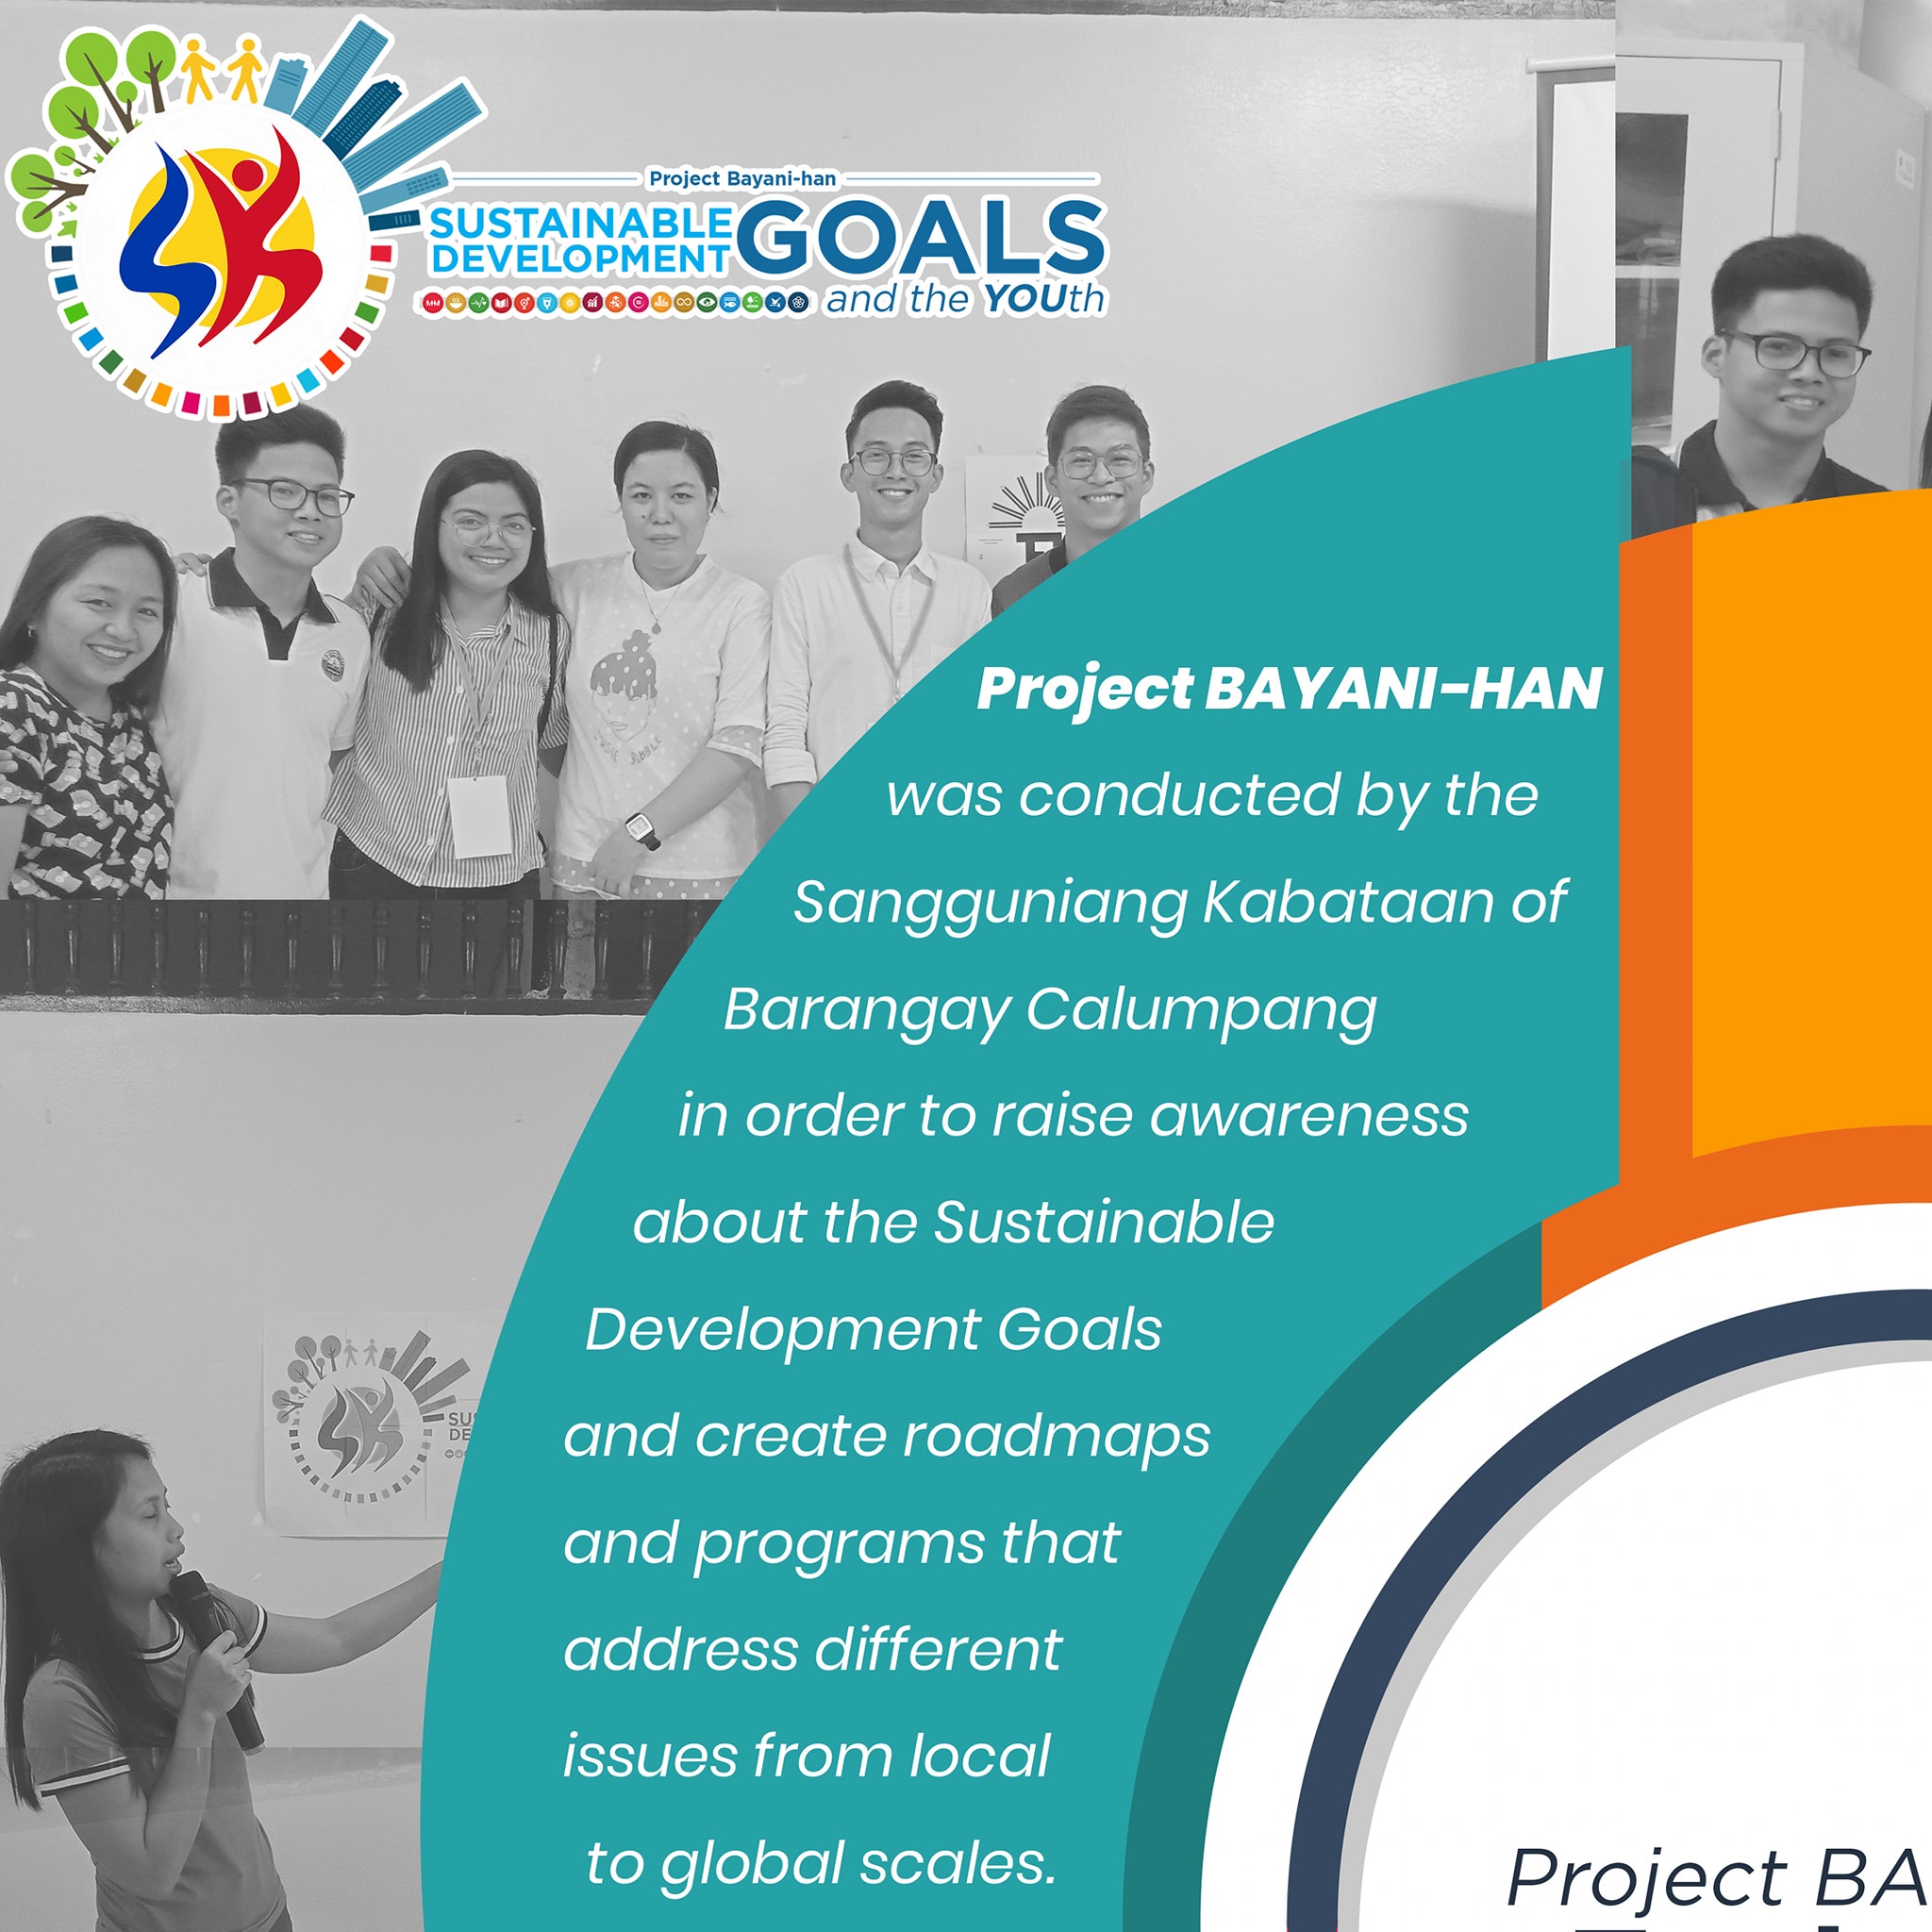 Project Bayani-han
SUSTAINABLE
DEVELOPMENT
GOALS
and the YOUth
Project BAYANI-HAN
was conducted by the
Sangguniang Kabataan of
Barangay Calumpang
in order to raise awareness
about the Sustainable
Development Goals
and create roadmaps
and programs that
address different
issues from local
to global scales.
SUS
DE
Project BA